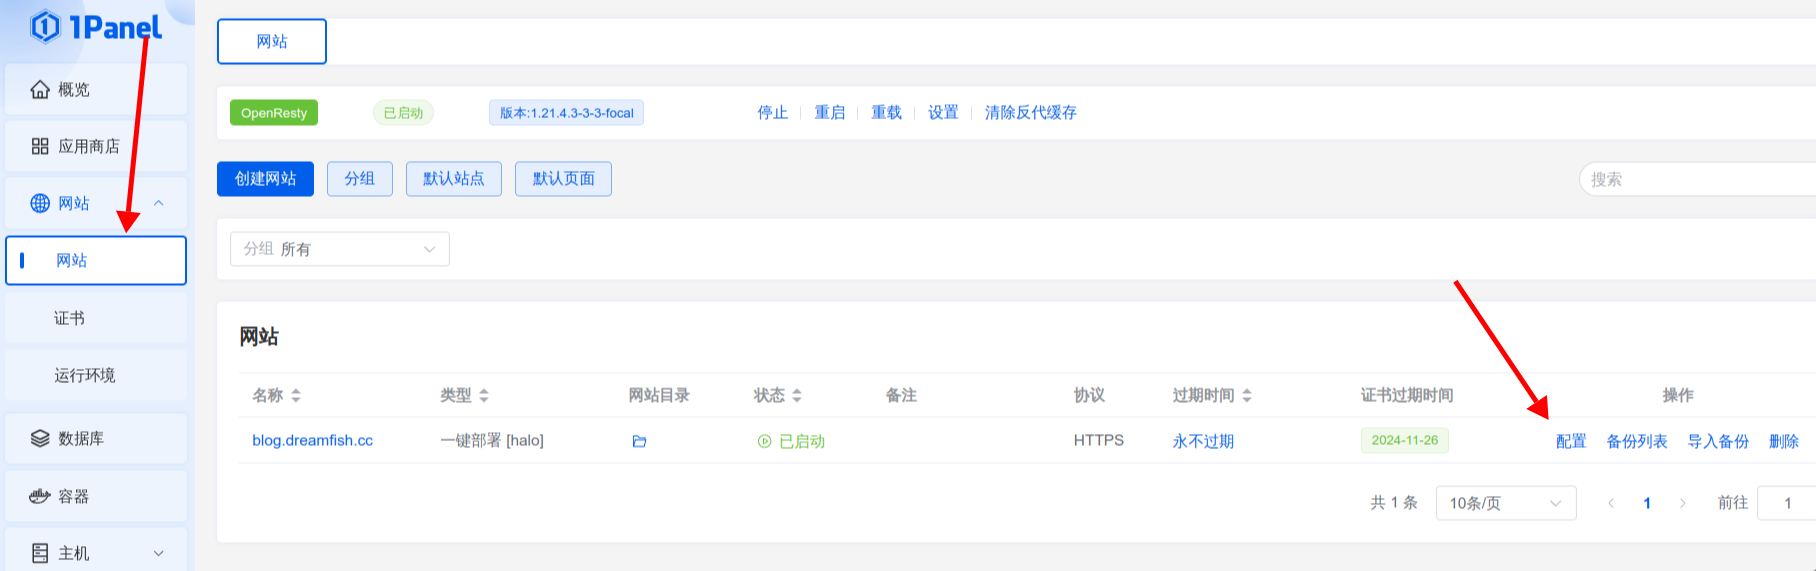 1Panel
概览
应用商店
网站
网站
证书
运行环境
数据库
容器
主机
网站
OpenResty 已启动 版本:1.21.4.3-3-3-focal 停止 重启 重载 设置 清除反代缓存
创建网站 分组 默认站点 默认页面 搜索
分组 所有
网站
名称 类型 网站目录 状态 备注 协议 过期时间 证书过期时间 操作
blog.dreamfish.cc 一键部署 [halo] 已启动 HTTPS 永不过期 2024-11-26 配置 备份列表 导入备份 删除
共 1 条 10条/页 1 前往 1